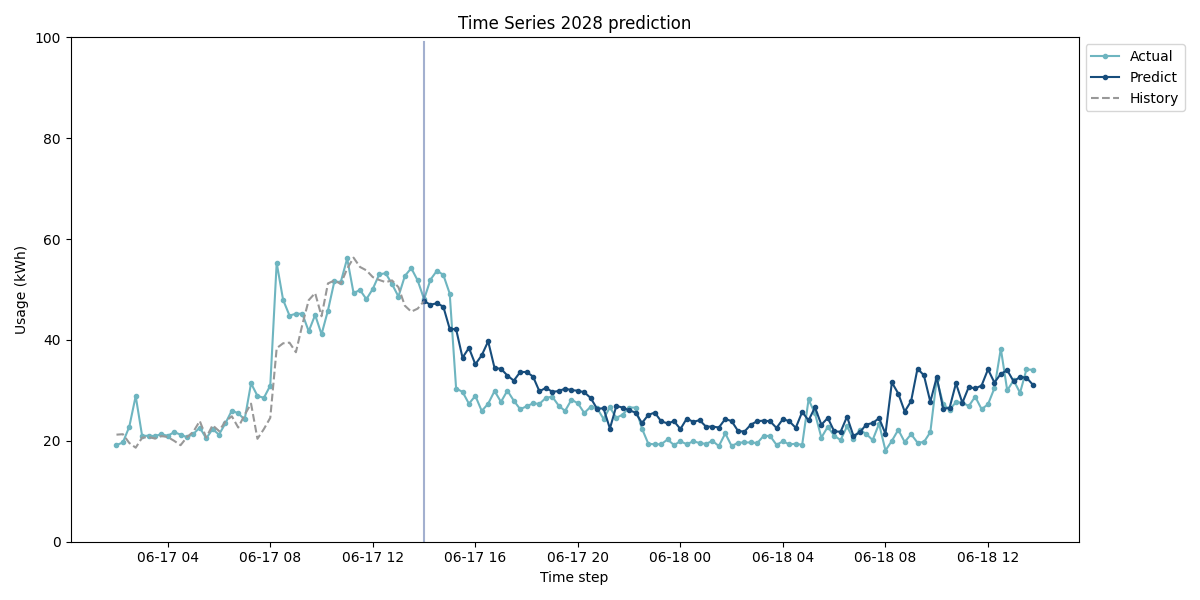 Time Series 2028 prediction
Usage (kWh)
100
80
60
40
20
0
06-17 04
06-17 08
06-17 12
06-17 16
06-17 20
06-18 00
06-18 04
06-18 08
06-18 12
Time step
Actual
Predict
History